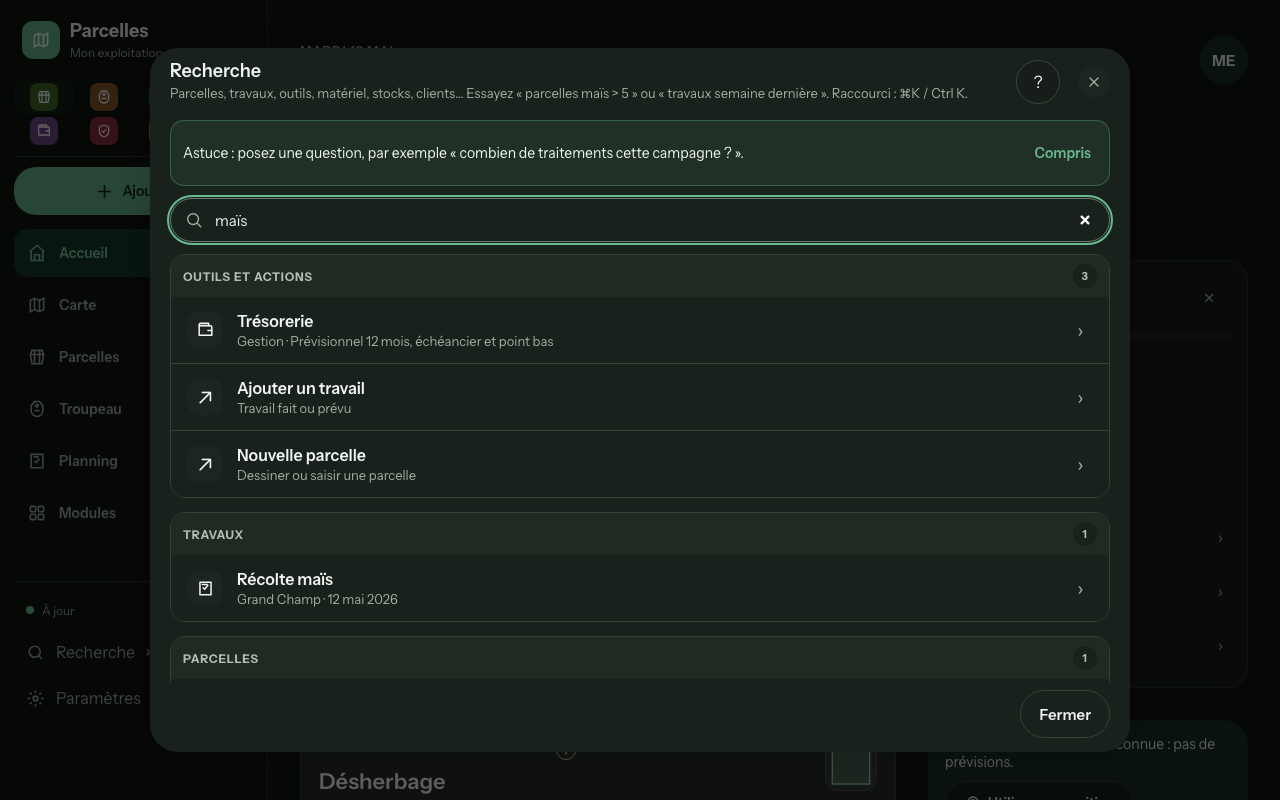 Parcelles
Mon exploitation
ME
Recherche
Parcelles, travaux, outils, matériel, stocks, clients… Essayez « parcelles maïs > 5 » ou « travaux semaine dernière ». Raccourci : ⌘K / Ctrl K.
?
Astuce : posez une question, par exemple « combien de traitements cette campagne ? ».
Compris
maïs
OUTILS ET ACTIONS
3
Trésorerie
Gestion · Prévisionnel 12 mois, échéancier et point bas
Ajouter un travail
Travail fait ou prévu
Nouvelle parcelle
Dessiner ou saisir une parcelle
TRAVAUX
1
Récolte maïs
Grand Champ · 12 mai 2026
PARCELLES
1
Fermer
Ajou
Accueil
Carte
Parcelles
Troupeau
Planning
Modules
À jour
Recherche
Paramètres
Désherbage
connue : pas de
prévisions.